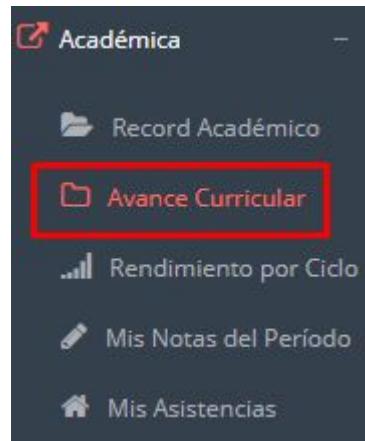 Académica
Record Académico
Avance Curricular
Rendimiento por Ciclo
Mis Notas del Período
Mis Asistencias